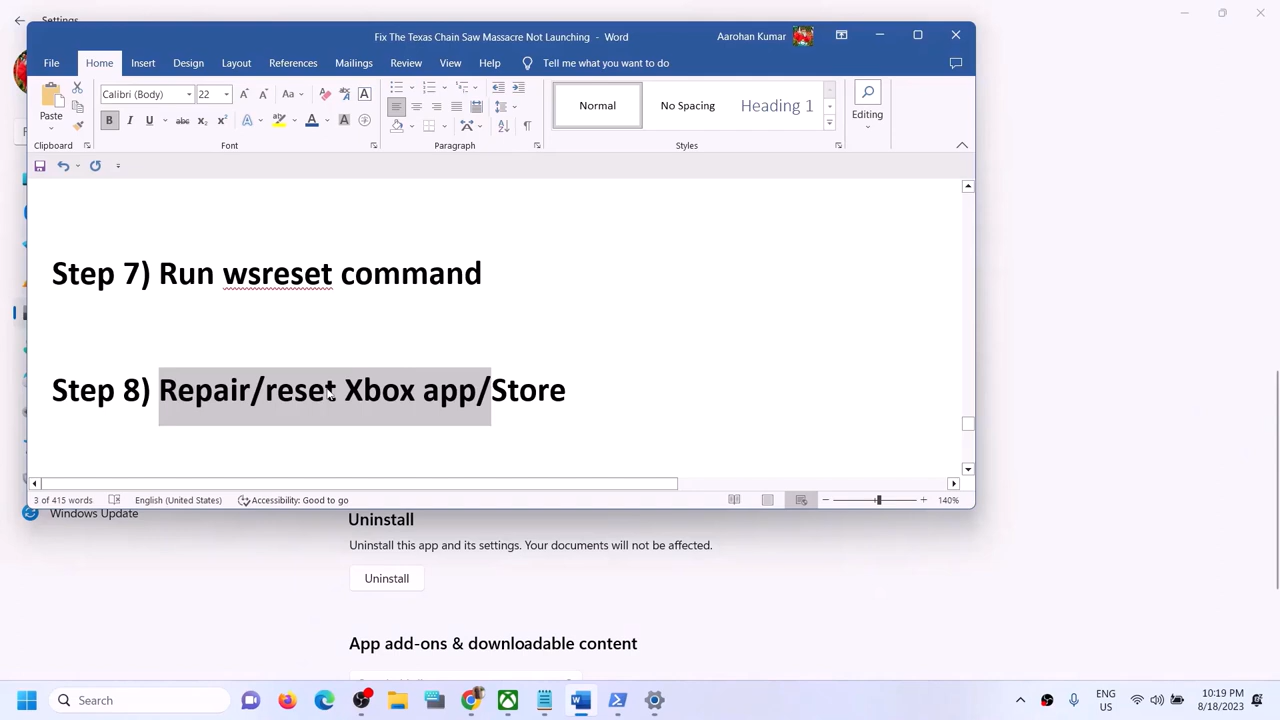 Settings
Fix The Texas Chain Saw Massacre Not Launching - Word
Aarohan Kumar
File Home Insert Design Layout References Mailings Review View Help Tell me what you want to do
Calibri (Body) 22
Paste
Normal No Spacing Heading 1
Editing
Clipboard Font Paragraph Styles
Step 7) Run wsreset command
Step 8) Repair/reset Xbox app/Store
3 of 415 words English (United States) Accessibility: Good to go 140%
Windows Update
Uninstall
Uninstall this app and its settings. Your documents will not be affected.
Uninstall
App add-ons & downloadable content
Search
ENG
US
10:19 PM
8/18/2023